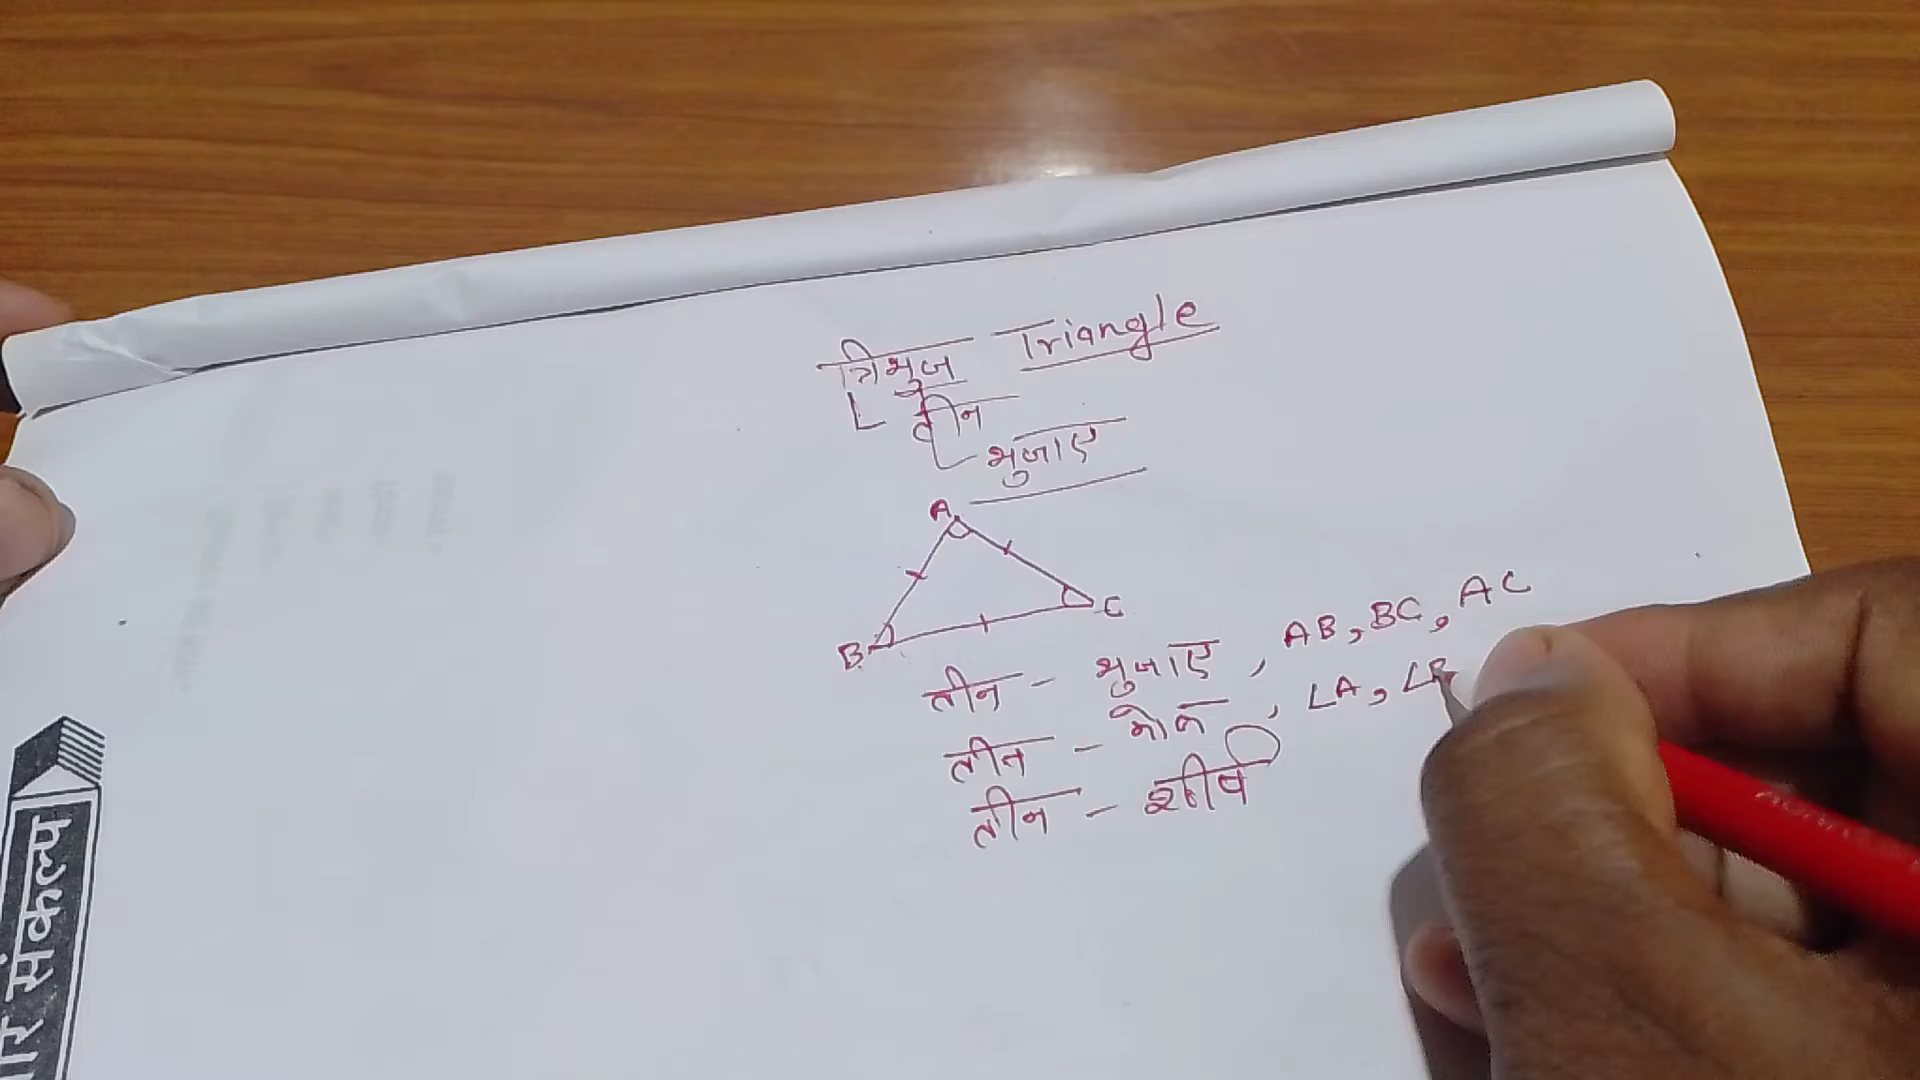 त्रिभुज Triangle
तीन
भुजाए
A
B
C
तीन - भुजाए, AB, BC, AC
तीन - कोण, ∠A, ∠B
तीन - शीर्ष
र संकल्प